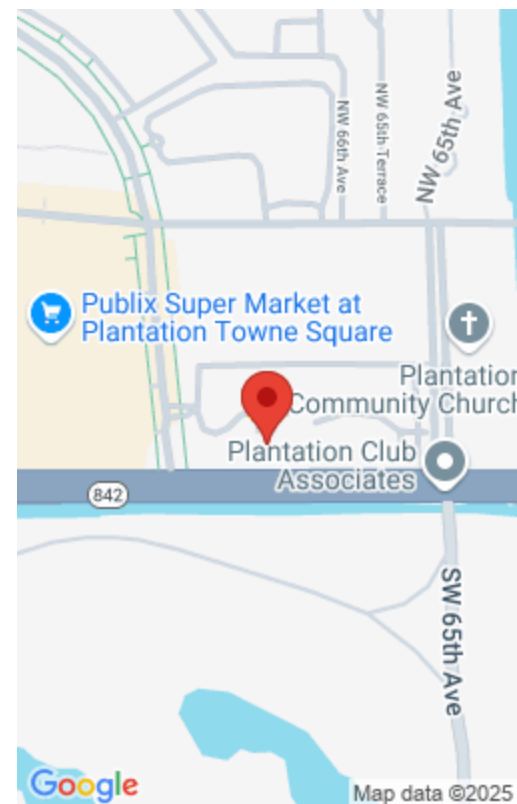 NW 66th Ave
NW 65th Terrace
NW 65th Ave
Publix Super Market at
Plantation Towne Square
Plantation
Community Church
Plantation Club
Associates
842
SW 65th Ave
Google
Map data ©2025